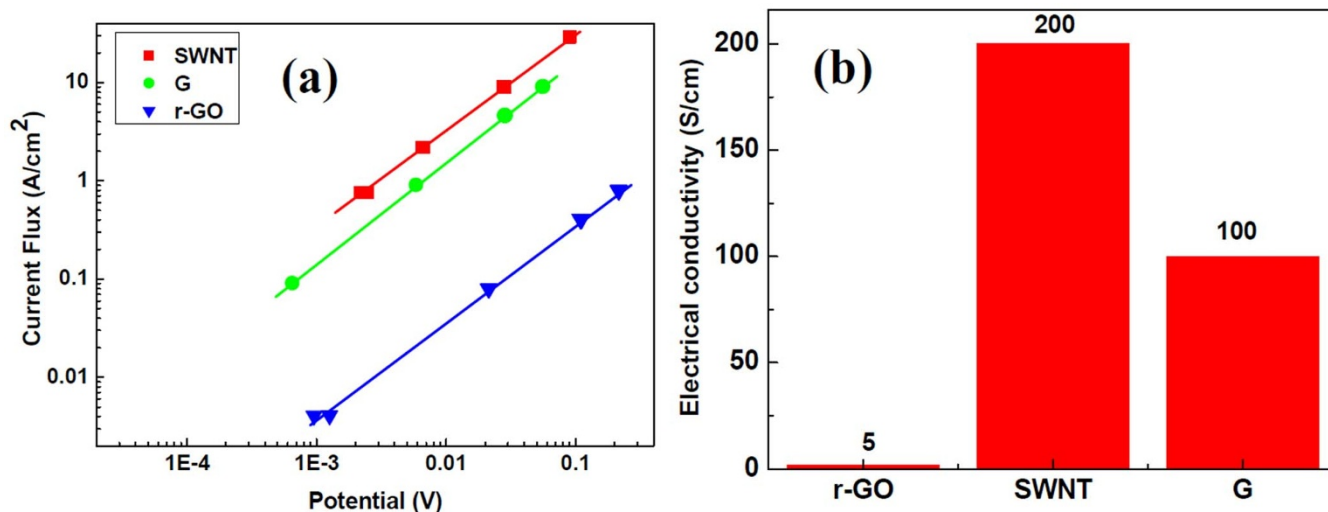 SWNT
G
r-GO
(a)
10
1
0.1
0.01
Current Flux (A/cm²)
1E-4 1E-3 0.01 0.1
Potential (V)
(b)
200
100
5
200
150
100
50
0
Electrical conductivity (S/cm)
r-GO SWNT G